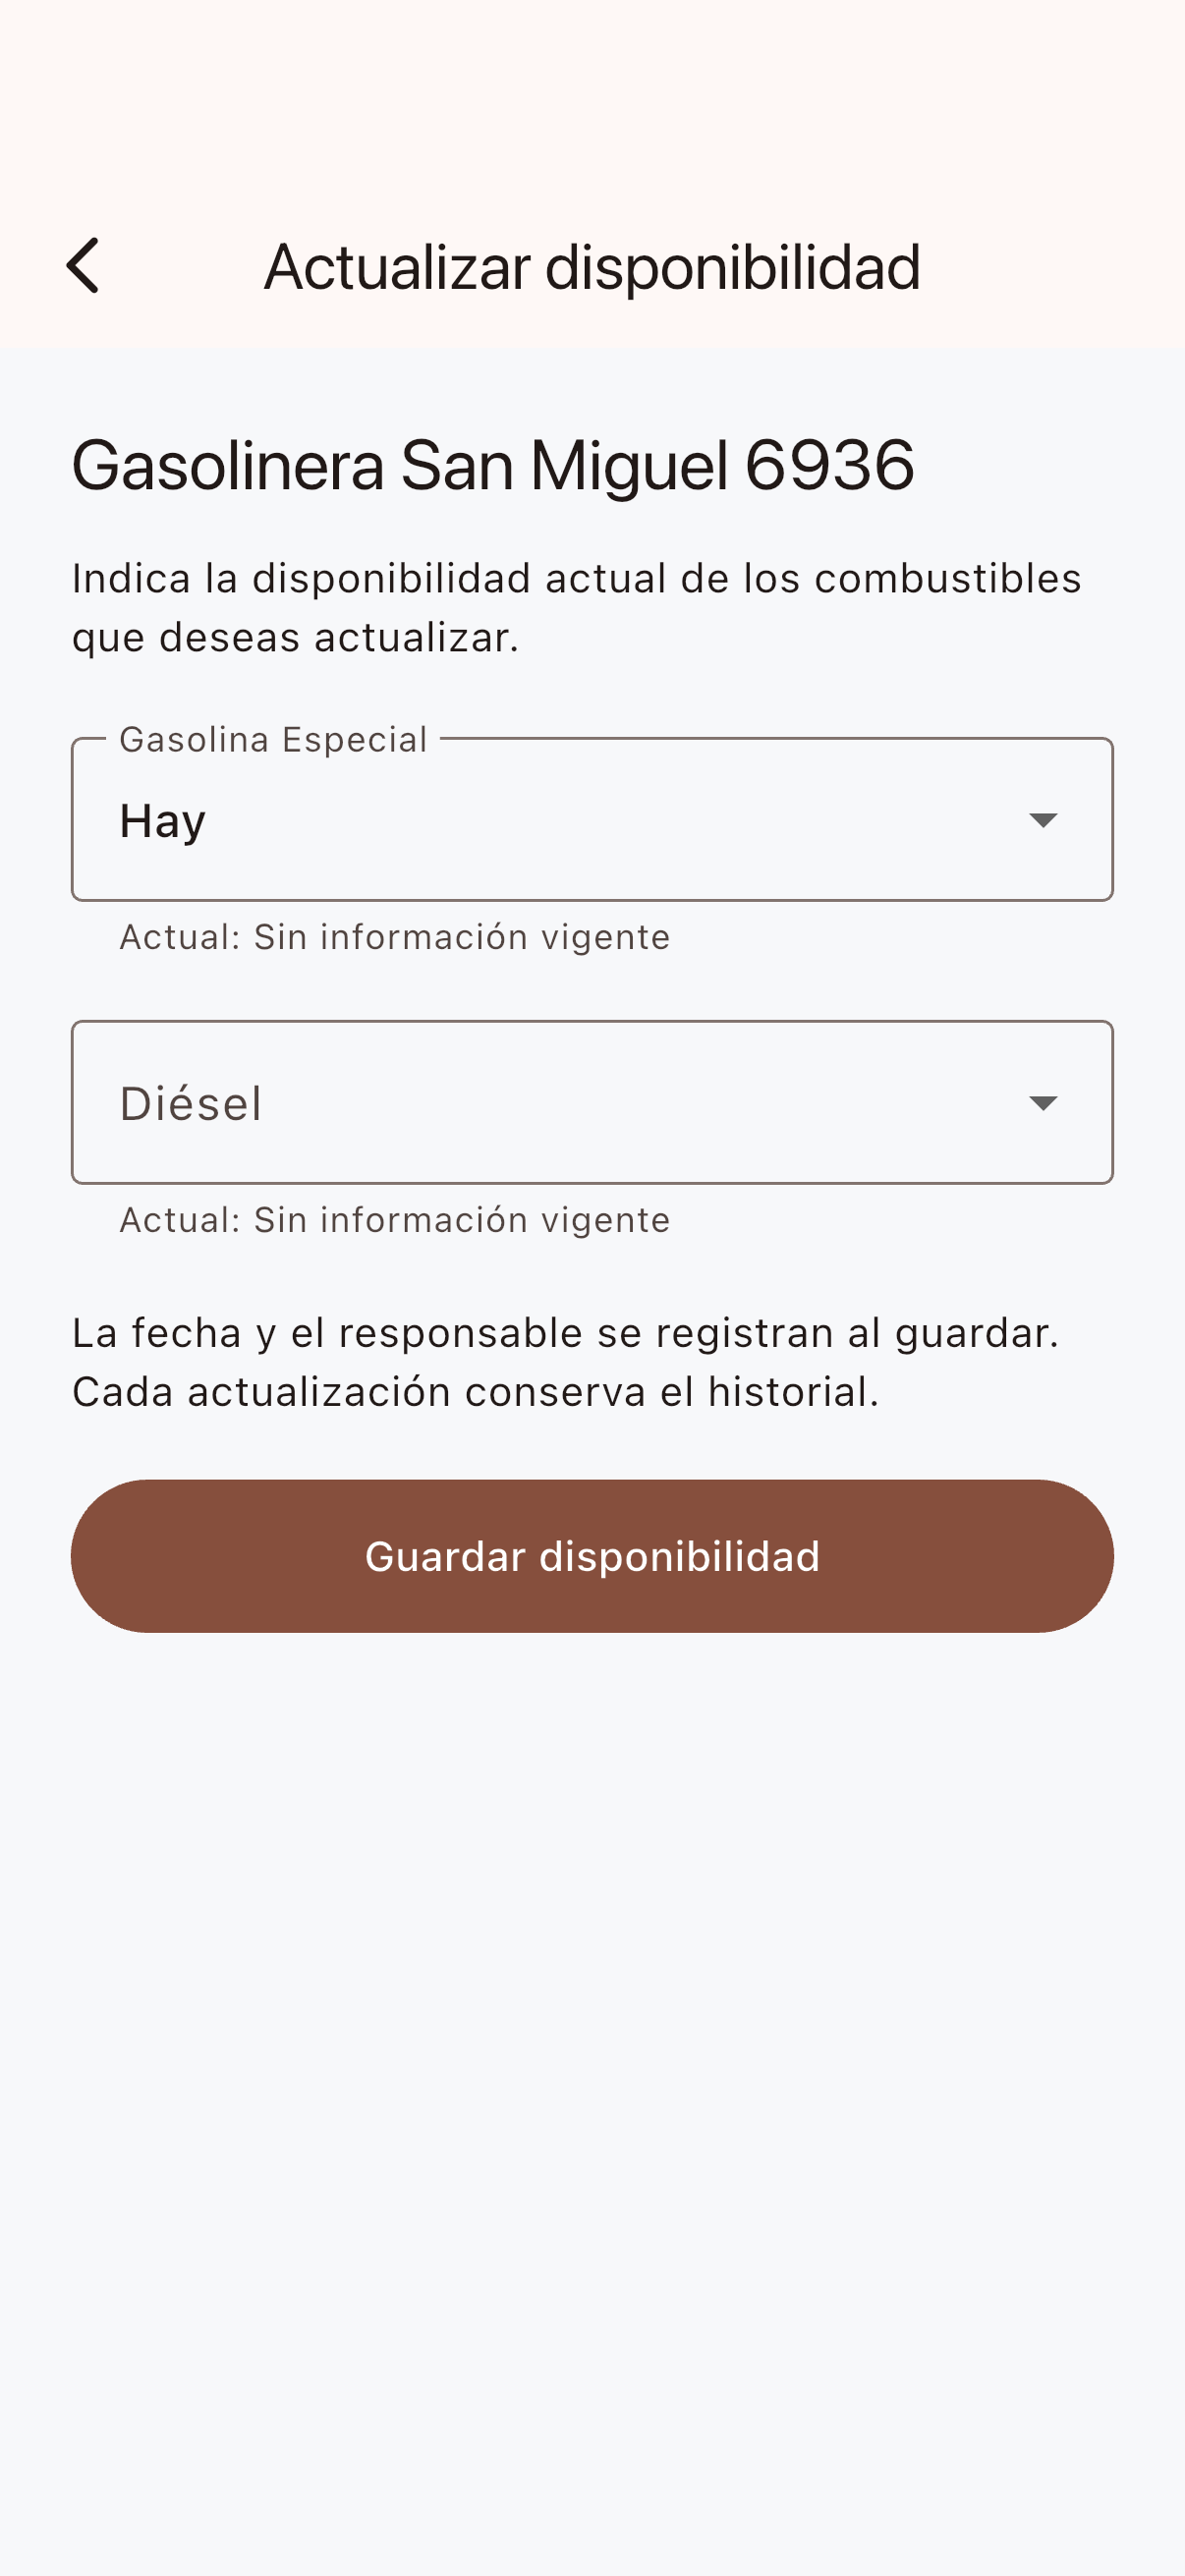 Actualizar disponibilidad
Gasolinera San Miguel 6936
Indica la disponibilidad actual de los combustibles
que deseas actualizar.
Gasolina Especial
Hay
Actual: Sin información vigente
Diésel
Actual: Sin información vigente
La fecha y el responsable se registran al guardar.
Cada actualización conserva el historial.
Guardar disponibilidad